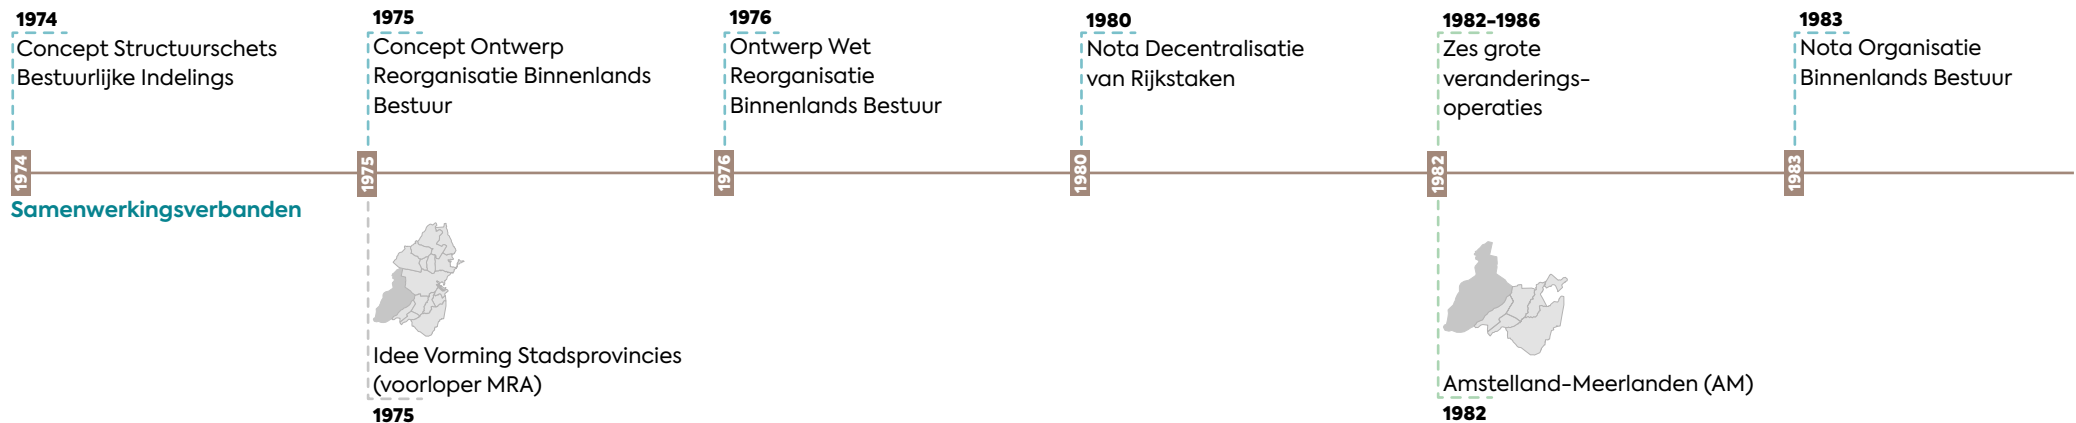 1974
Concept Structuurschets
Bestuurlijke Indelings
1975
Concept Ontwerp
Reorganisatie Binnenlands
Bestuur
1976
Ontwerp Wet
Reorganisatie
Binnenlands Bestuur
1980
Nota Decentralisatie
van Rijkstaken
1982-1986
Zes grote
veranderings-
operaties
1983
Nota Organisatie
Binnenlands Bestuur
1974
1975
1976
1980
1982
1983
Samenwerkingsverbanden
Idee Vorming Stadsprovincies
(voorloper MRA)
1975
Amstelland-Meerlanden (AM)
1982